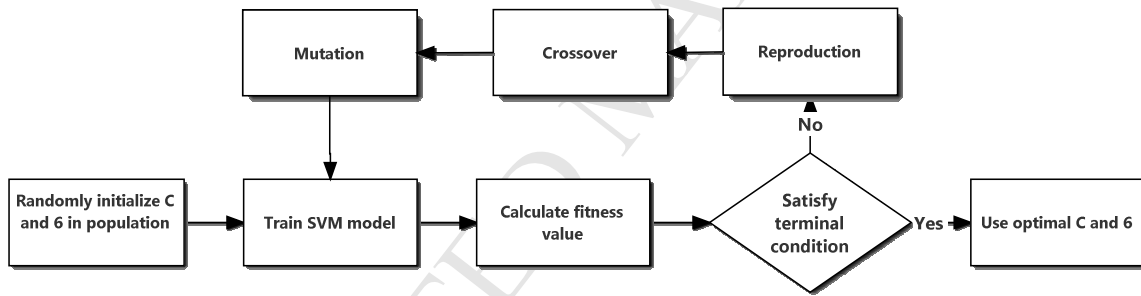 Mutation
Crossover
Reproduction
No
Randomly initialize C
and 6 in population
Train SVM model
Calculate fitness
value
Satisfy
terminal
condition
Yes
Use optimal C and 6